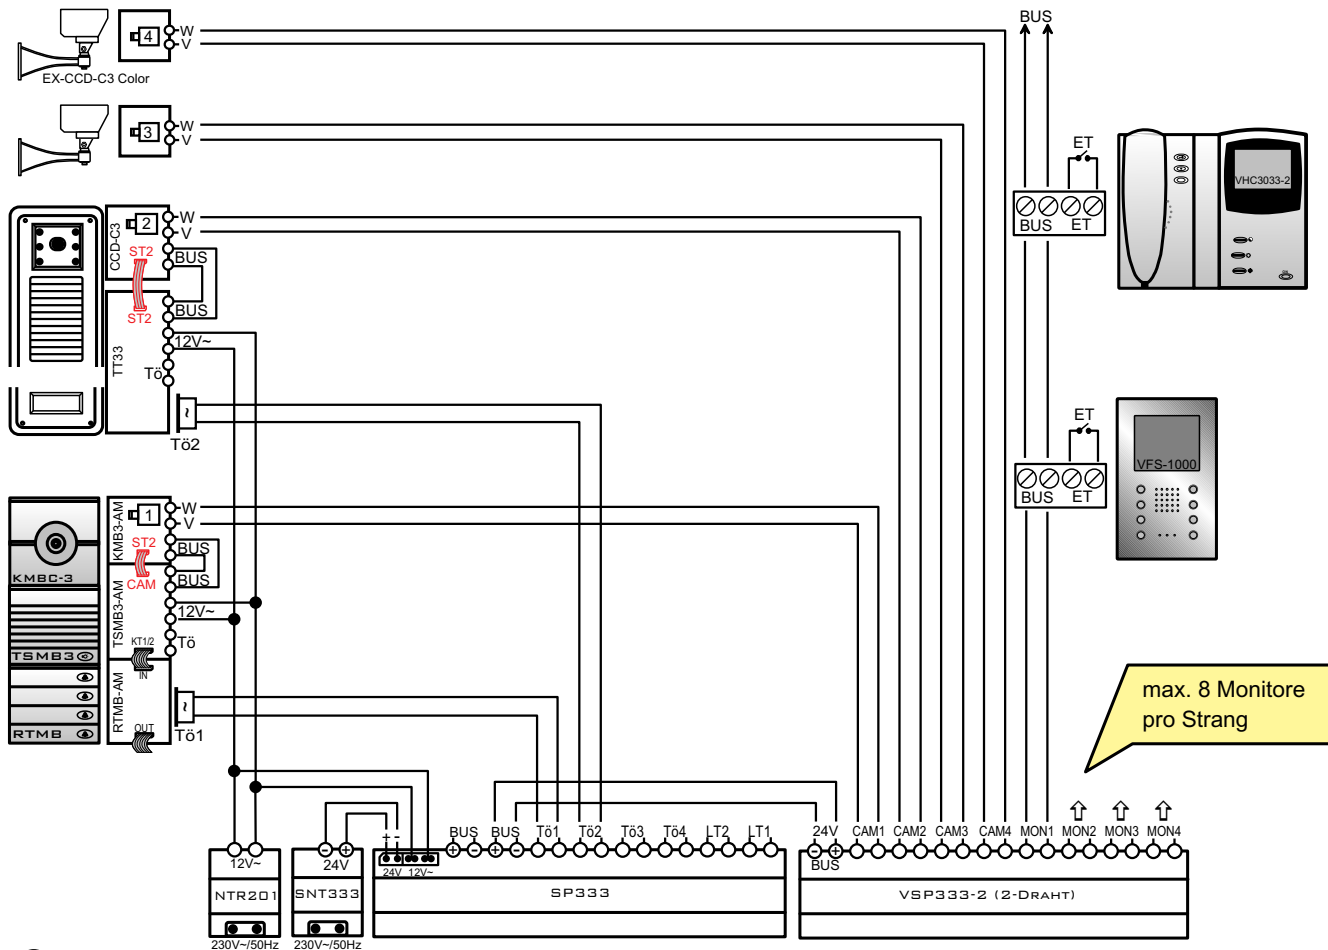 BUS
4
W
V
EX-CCD-C3 Color
3
W
V
ET
VHC3033-2
BUS ET
CCD-C3
2
W
V
ST2
BUS
ST2
BUS
TT33
12V~
Tö
~
Tö2
ET
VFS-1000
BUS ET
KMBC-3
KMB3-AM
1
W
V
ST2
BUS
CAM
BUS
TSMB3-AM
12V~
Tö
TSMB3
KT1/2
IN
RTMB-AM
~
Tö1
OUT
RTMB
max. 8 Monitore
pro Strang
+ -
BUS BUS Tö1 Tö2 Tö3 Tö4 LT2 LT1
24V CAM1 CAM2 CAM3 CAM4 MON1 MON2 MON3 MON4
12V~
- +
24V
24V 12V~
+ - + -
- +
BUS
NTR201
SNT333
SP333
VSP333-2 (2-DRAHT)
230V~/50Hz
230V~/50Hz